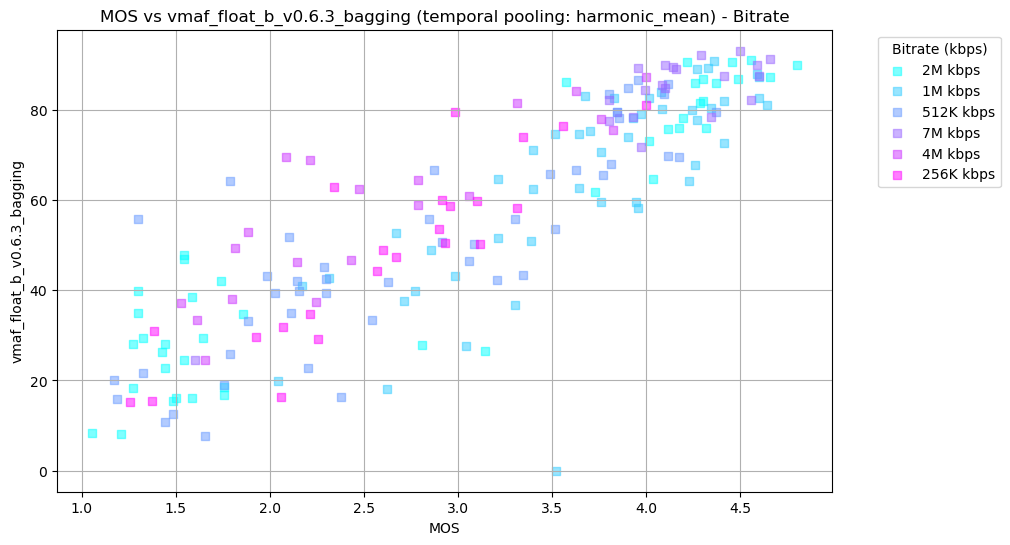 MOS vs vmaf_float_b_v0.6.3_bagging (temporal pooling: harmonic_mean) - Bitrate
Bitrate (kbps)
2M kbps
1M kbps
512K kbps
7M kbps
4M kbps
256K kbps
vmaf_float_b_v0.6.3_bagging
80
60
40
20
0
1.0 1.5 2.0 2.5 3.0 3.5 4.0 4.5
MOS